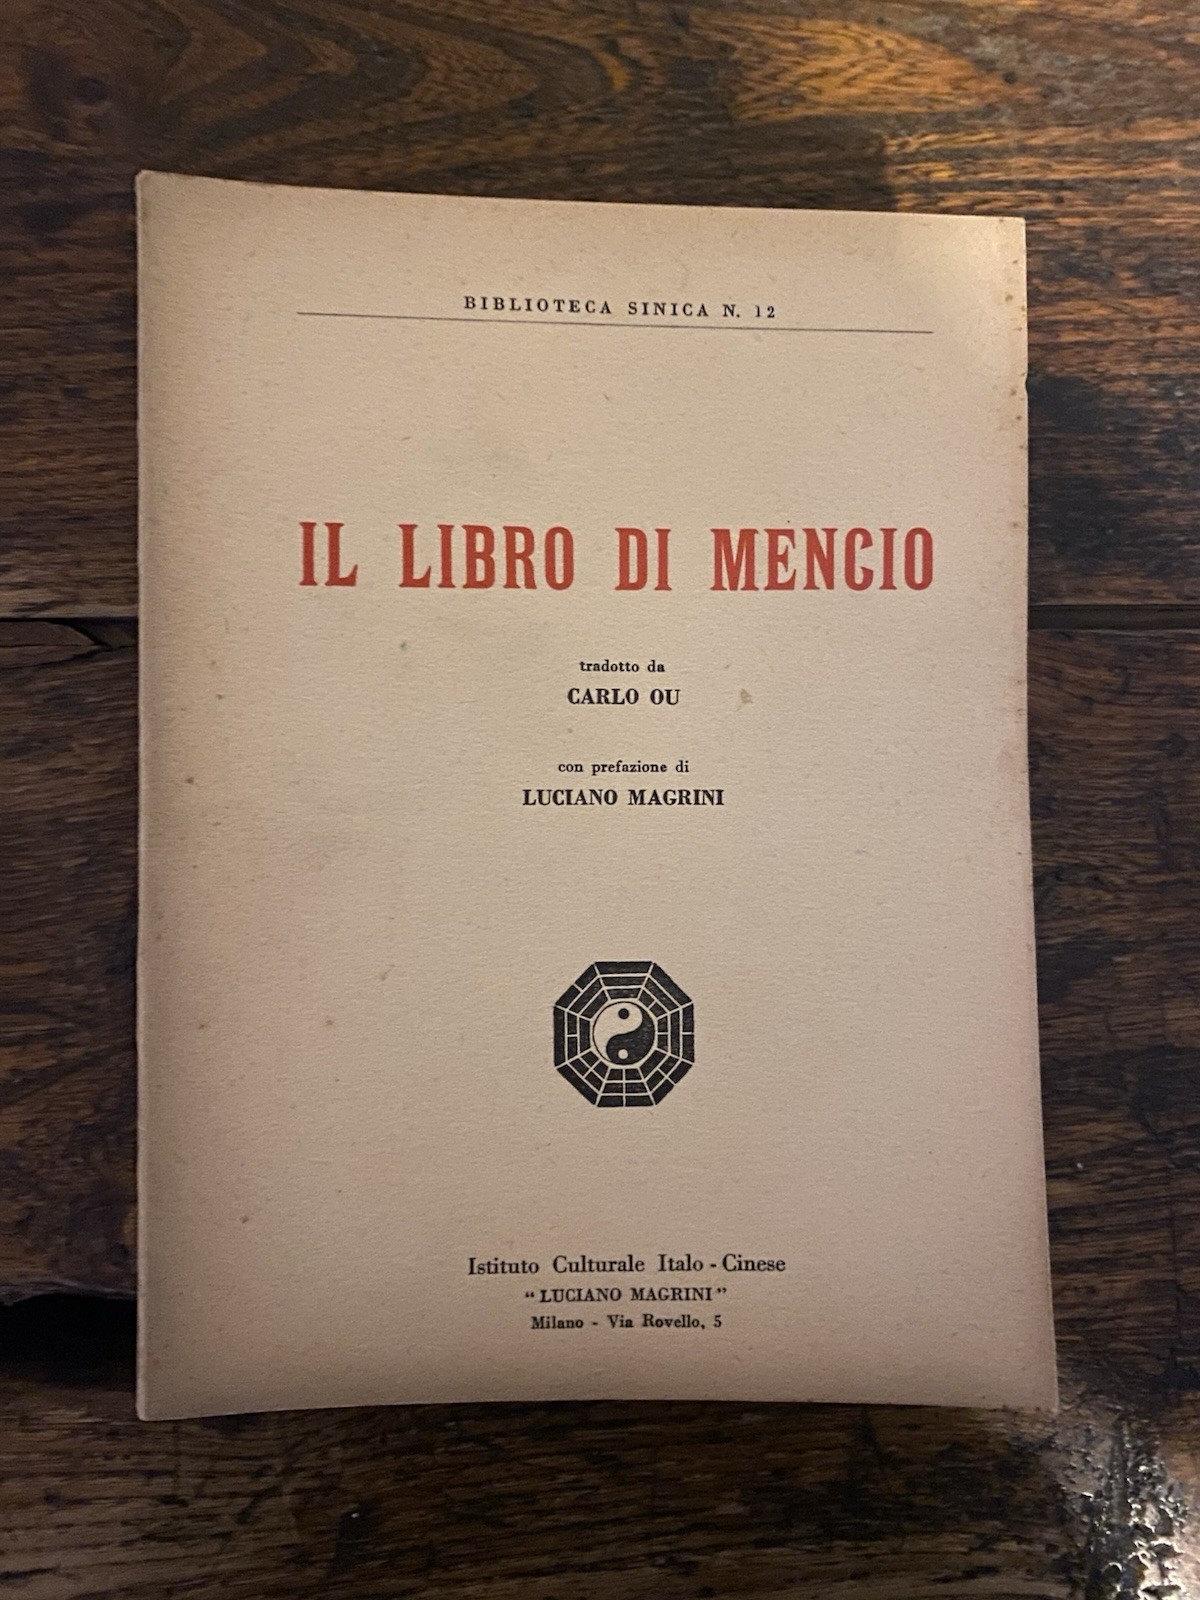 BIBLIOTECA SINICA N. 12
IL LIBRO DI MENCIO
tradotto da
CARLO OU
con prefazione di
LUCIANO MAGRINI
Istituto Culturale Italo - Cinese
“LUCIANO MAGRINI”
Milano - Via Rovello, 5